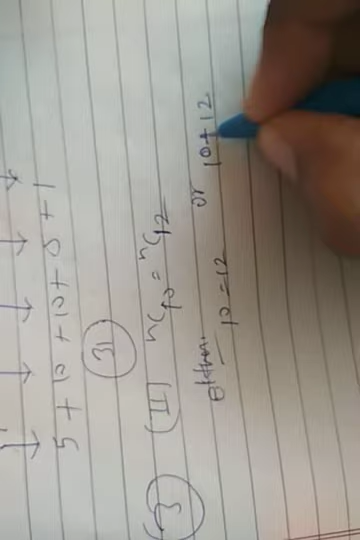 5 + 10 + 10 + 5 + 1
31
3 (II) ⁿC₁₀ = ⁿC₁₂
either 10 = 12 or 10+12